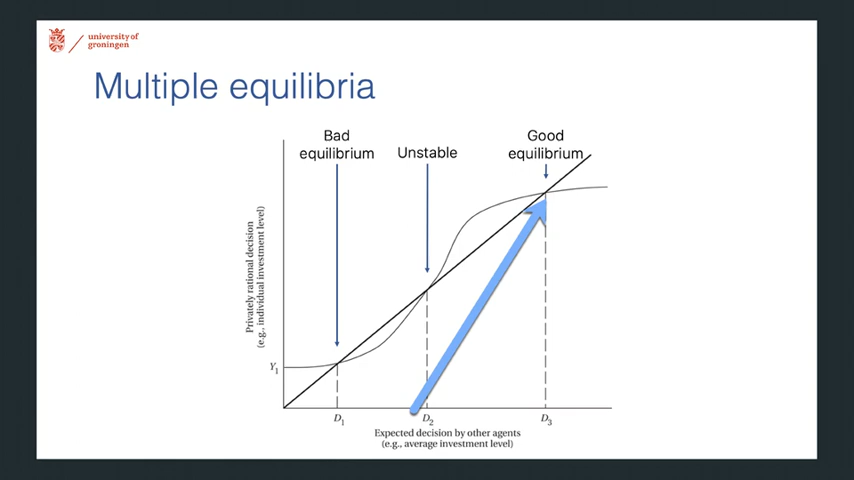 university of
groningen
Multiple equilibria
Bad
equilibrium
Unstable
Good
equilibrium
Privately rational decision
(e.g., individual investment level)
Y1
D1
D2
D3
Expected decision by other agents
(e.g., average investment level)